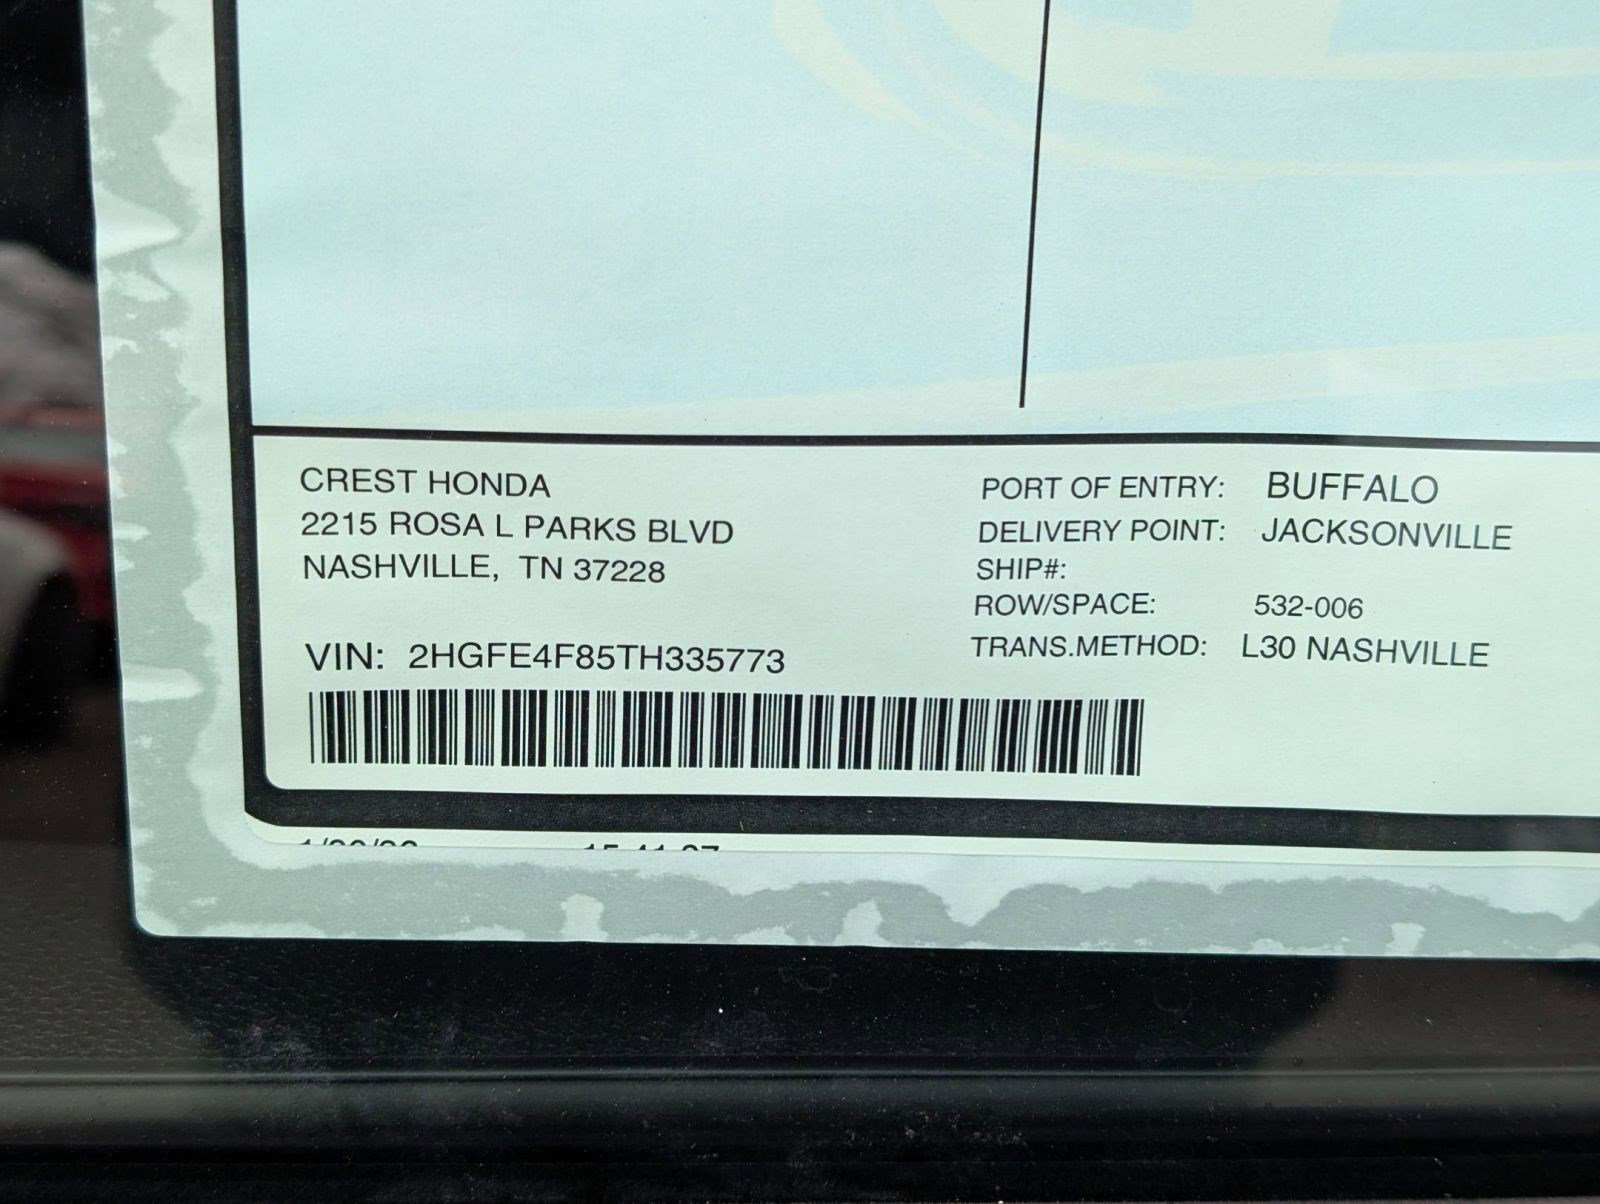 CREST HONDA
2215 ROSA L PARKS BLVD
NASHVILLE, TN 37228
VIN: 2HGFE4F85TH335773
PORT OF ENTRY: BUFFALO
DELIVERY POINT: JACKSONVILLE
SHIP#:
ROW/SPACE: 532-006
TRANS.METHOD: L30 NASHVILLE